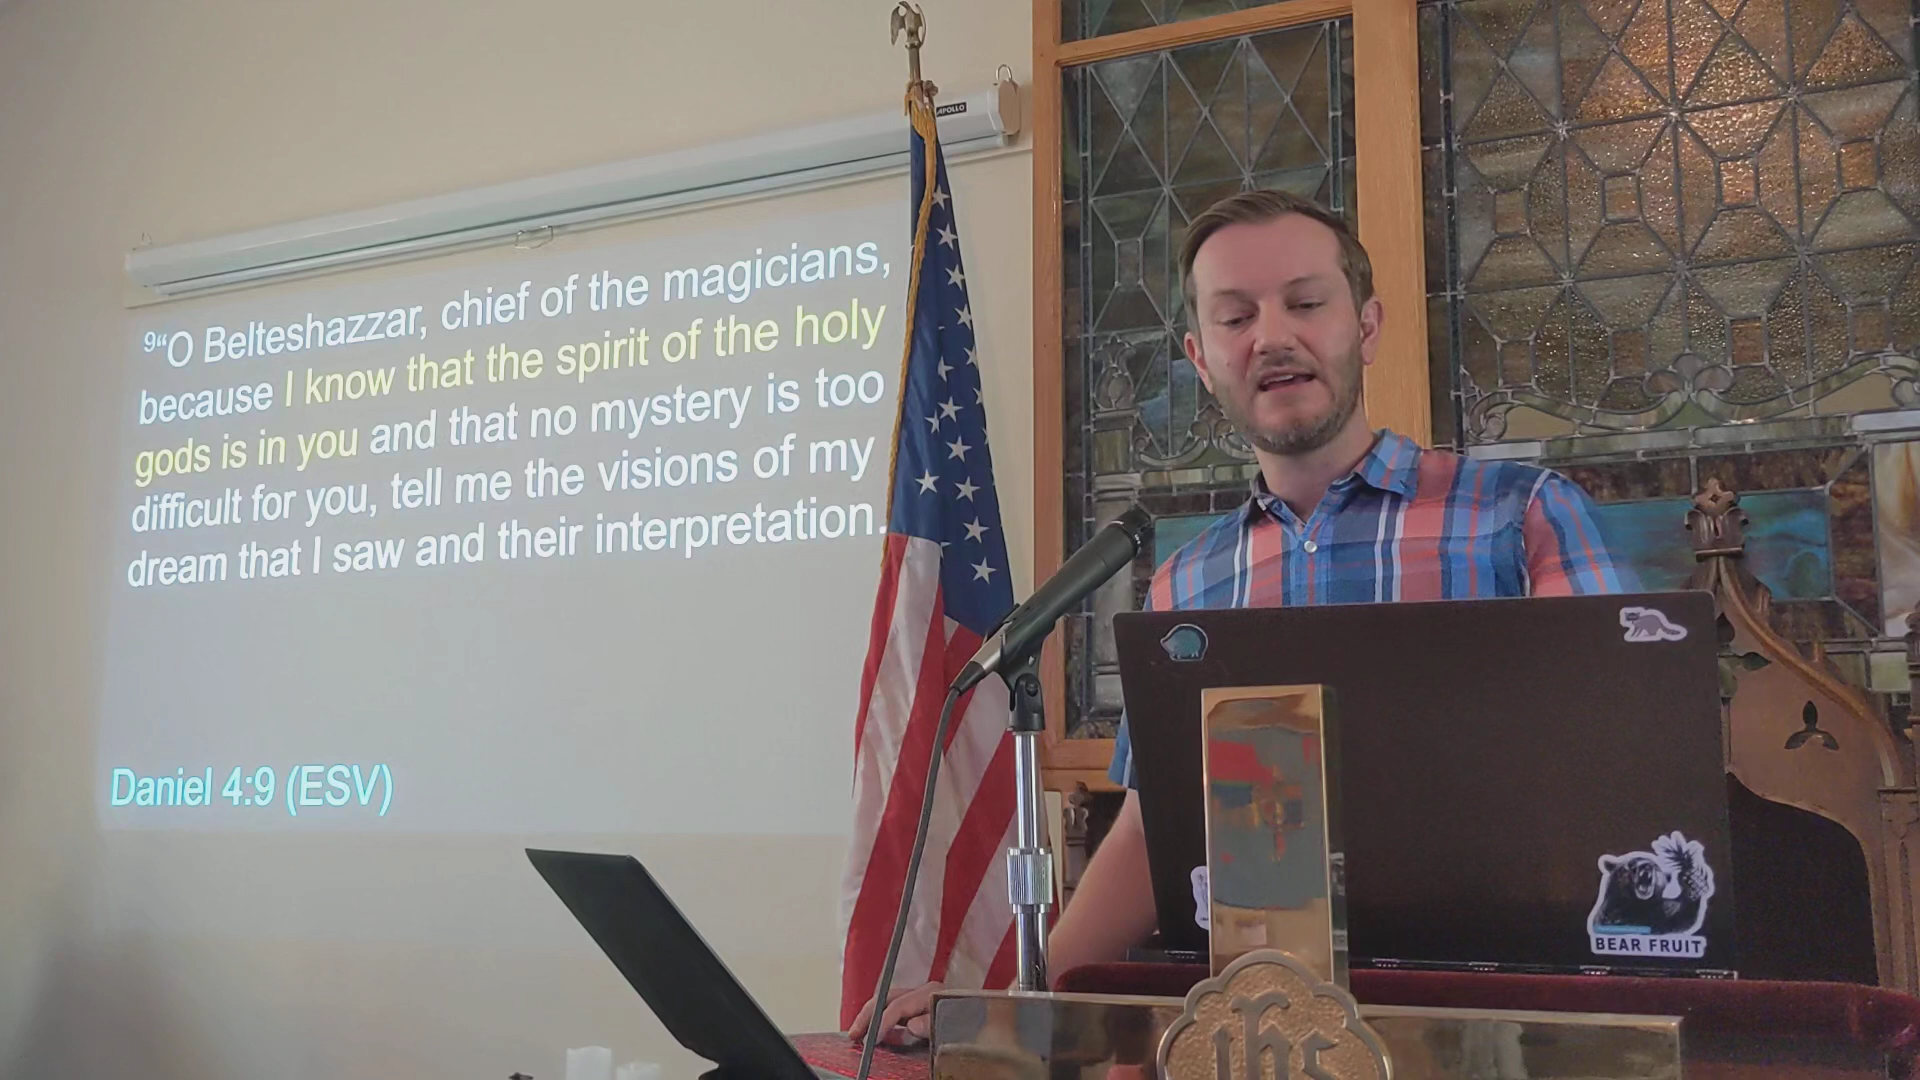 APOLLO
⁹“O Belteshazzar, chief of the magicians,
because I know that the spirit of the holy
gods is in you and that no mystery is too
difficult for you, tell me the visions of my
dream that I saw and their interpretation.
Daniel 4:9 (ESV)
BEAR FRUIT
ihs